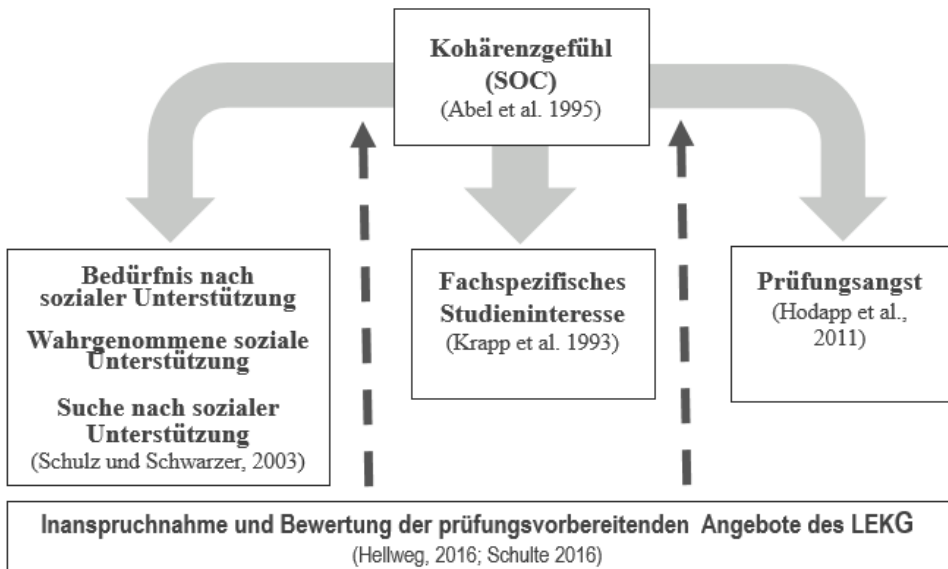 Kohärenzgefühl
(SOC)
(Abel et al. 1995)
Bedürfnis nach
sozialer Unterstützung
Wahrgenommene soziale
Unterstützung
Suche nach sozialer
Unterstützung
(Schulz und Schwarzer, 2003)
Fachspezifisches
Studieninteresse
(Krapp et al. 1993)
Prüfungsangst
(Hodapp et al.,
2011)
Inanspruchnahme und Bewertung der prüfungsvorbereitenden Angebote des LEKG
(Hellweg, 2016; Schulte 2016)